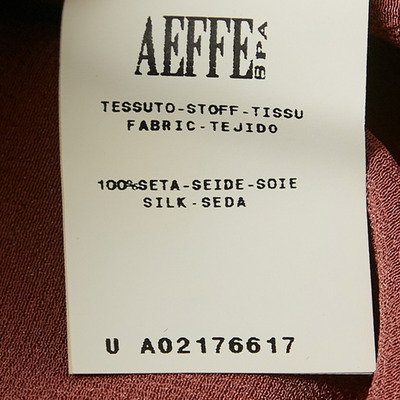 AEFFE SPA
TESSUTO-STOFF-TISSU
FABRIC-TEJIDO
100%SETA-SEIDE-SOIE
SILK-SEDA
U A02176617